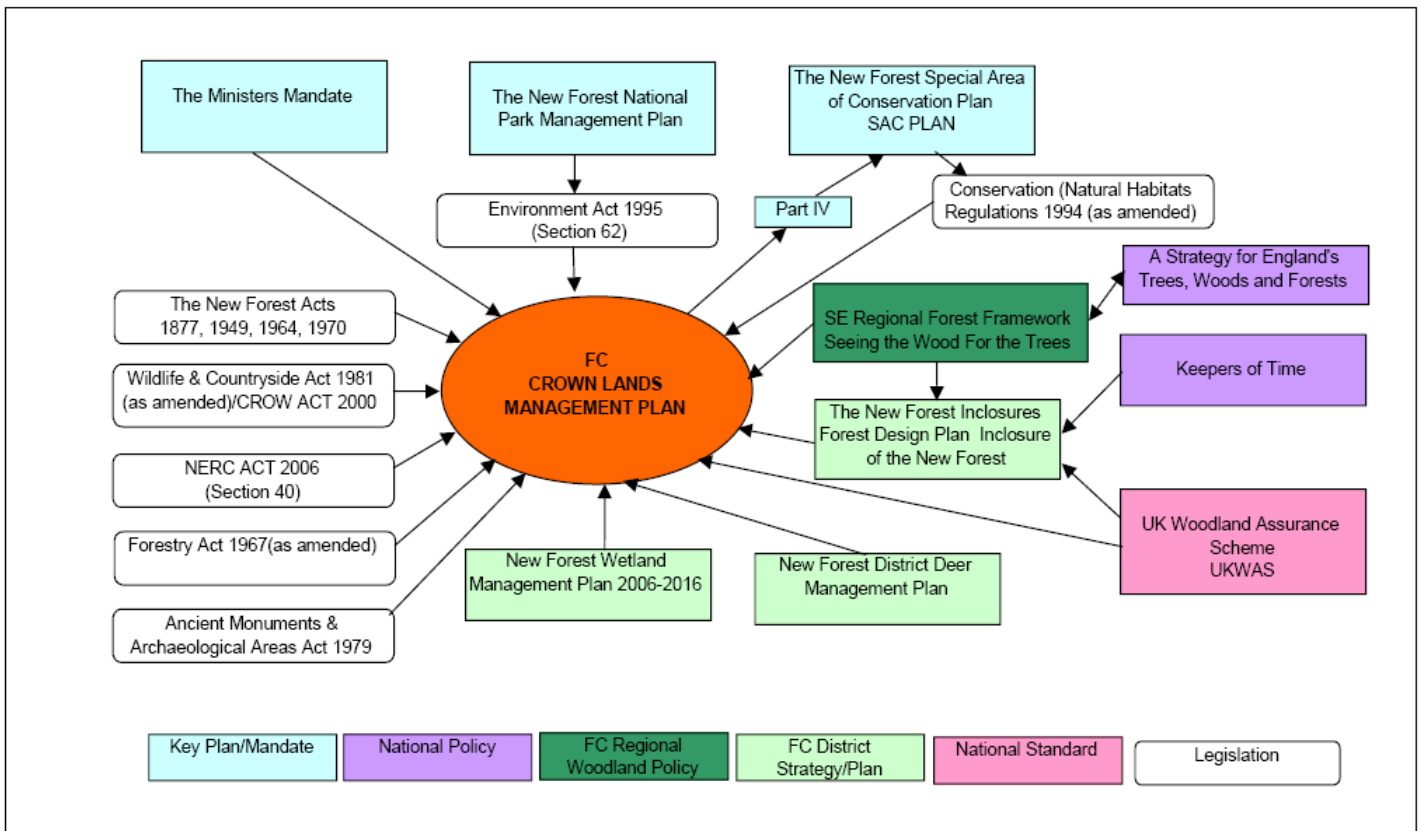 The Ministers Mandate
The New Forest National
Park Management Plan
The New Forest Special Area
of Conservation Plan
SAC PLAN
Environment Act 1995
(Section 62)
Part IV
Conservation (Natural Habitats
Regulations 1994 (as amended)
A Strategy for England's
Trees, Woods and Forests
The New Forest Acts
1877, 1949, 1964, 1970
SE Regional Forest Framework
Seeing the Wood For the Trees
FC
CROWN LANDS
MANAGEMENT PLAN
Wildlife & Countryside Act 1981
(as amended)/CROW ACT 2000
Keepers of Time
The New Forest Inclosures
Forest Design Plan Inclosure
of the New Forest
NERC ACT 2006
(Section 40)
UK Woodland Assurance
Scheme
UKWAS
Forestry Act 1967(as amended)
New Forest Wetland
Management Plan 2006-2016
New Forest District Deer
Management Plan
Ancient Monuments &
Archaeological Areas Act 1979
Key Plan/Mandate
National Policy
FC Regional
Woodland Policy
FC District
Strategy/Plan
National Standard
Legislation